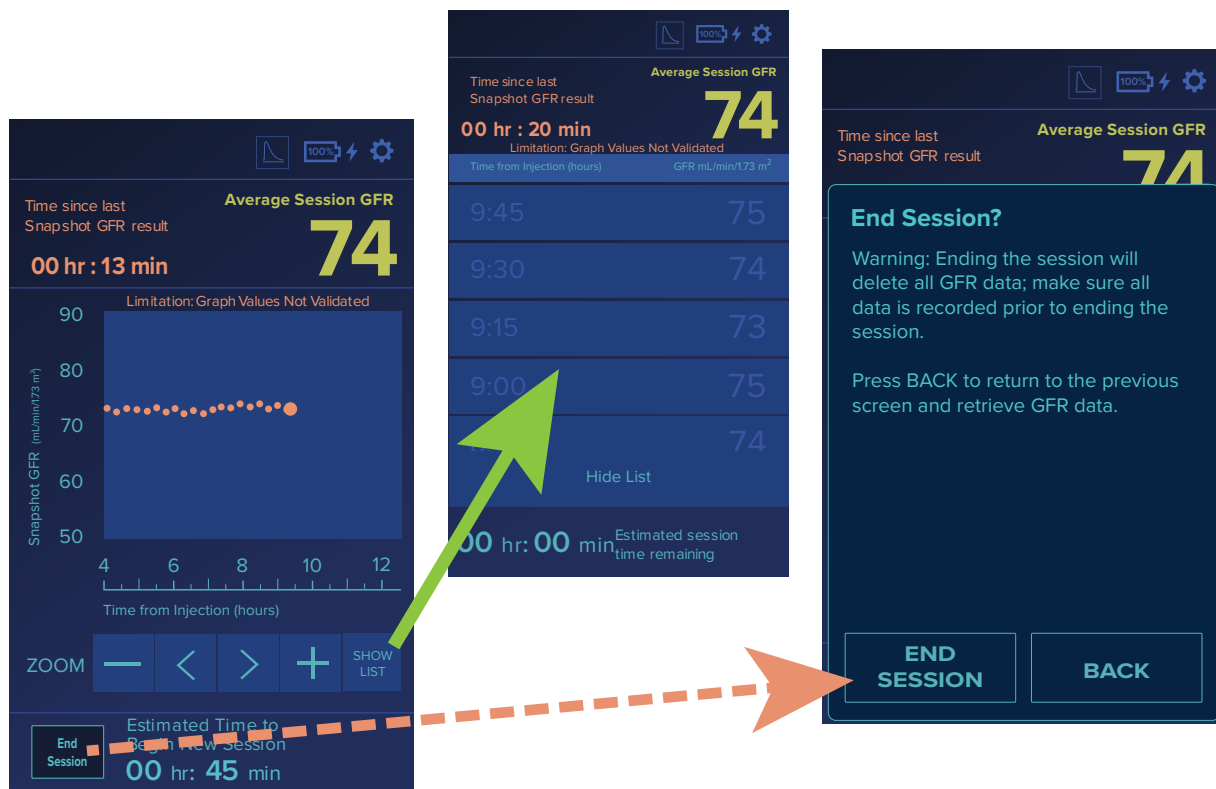 100%
Time since last
Snapshot GFR result
00 hr : 13 min
Average Session GFR
74
Limitation: Graph Values Not Validated
90
80
70
60
50
Snapshot GFR (mL/min/173 m²)
4 6 8 10 12
Time from Injection (hours)
ZOOM
SHOW
LIST
End
Session
Estimated Time to
Begin New Session
00 hr: 45 min
100%
Time since last
Snapshot GFR result
00 hr : 20 min
Average Session GFR
74
Limitation: Graph Values Not Validated
Time from Injection (hours) GFR mL/min/1.73 m²
9:45 75
9:30 74
9:15 73
9:00 75
74
Hide List
00 hr: 00 min
Estimated session
time remaining
100%
Time since last
Snapshot GFR result
Average Session GFR
74
End Session?
Warning: Ending the session will
delete all GFR data; make sure all
data is recorded prior to ending the
session.
Press BACK to return to the previous
screen and retrieve GFR data.
END
SESSION
BACK